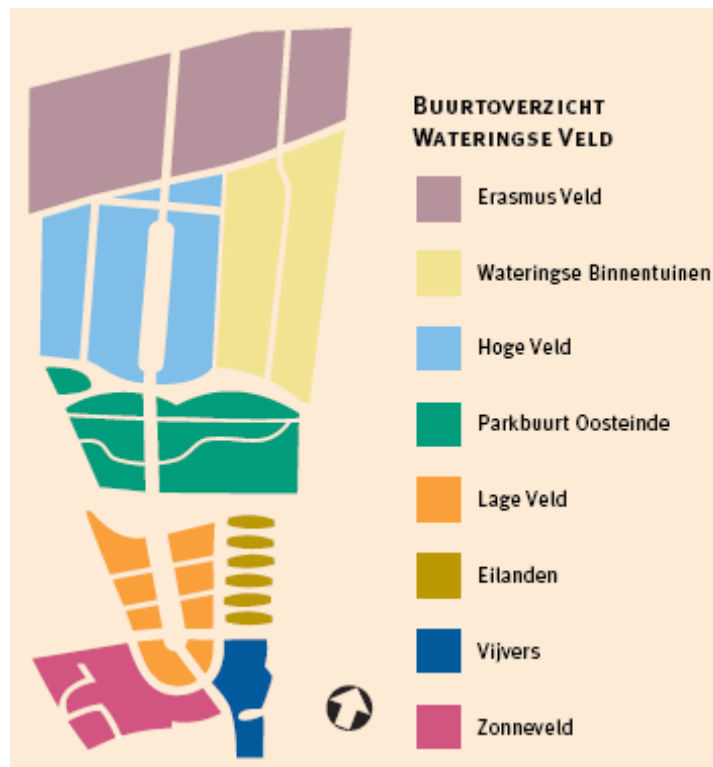 BUURTOVERZICHT
WATERINGSE VELD
Erasmus Veld
Wateringse Binnentuinen
Hoge Veld
Parkbuurt Oosteinde
Lage Veld
Eilanden
Vijvers
Zonneveld